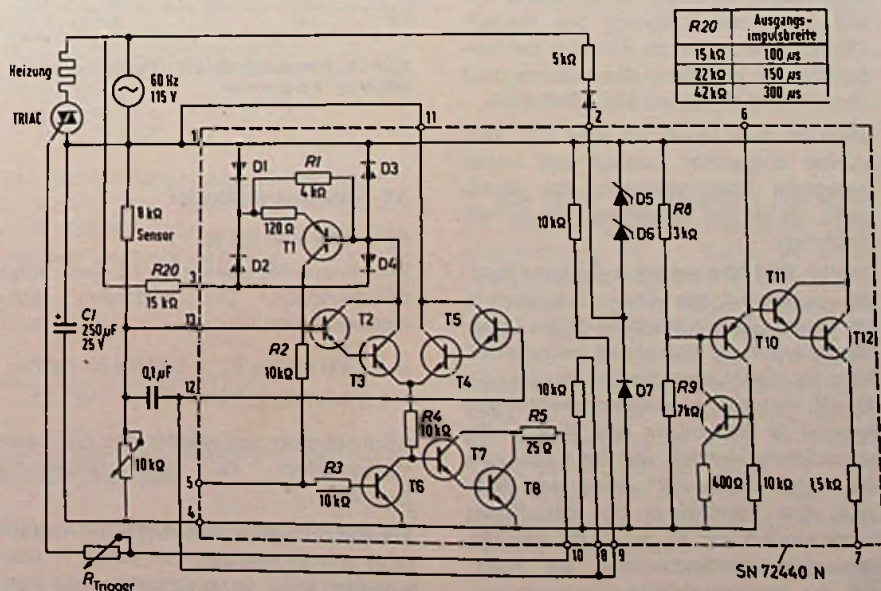 R20 Ausgangs-
impulsbreite
15 kΩ 100 µs
22 kΩ 150 µs
42 kΩ 300 µs
Heizung
TRIAC
60 Hz
115 V
5 kΩ
11
2
6
1
D1
R1
4 kΩ
D3
120 Ω
T1
8 kΩ
Sensor
D2
D4
3
R20
15 kΩ
10 kΩ
D5
D6
R8
3 kΩ
T11
T10
T12
C1
250 µF
25 V
13
T2
T5
T3
T4
R2
10 kΩ
0,1 µF
12
10 kΩ
D7
R9
7 kΩ
R4
10 kΩ
R5
25 Ω
10 kΩ
T7
400 Ω
10 kΩ
1,5 kΩ
5
R3
10 kΩ
T6
T8
4
10
8
9
7
R Trigger
SN 72440 N